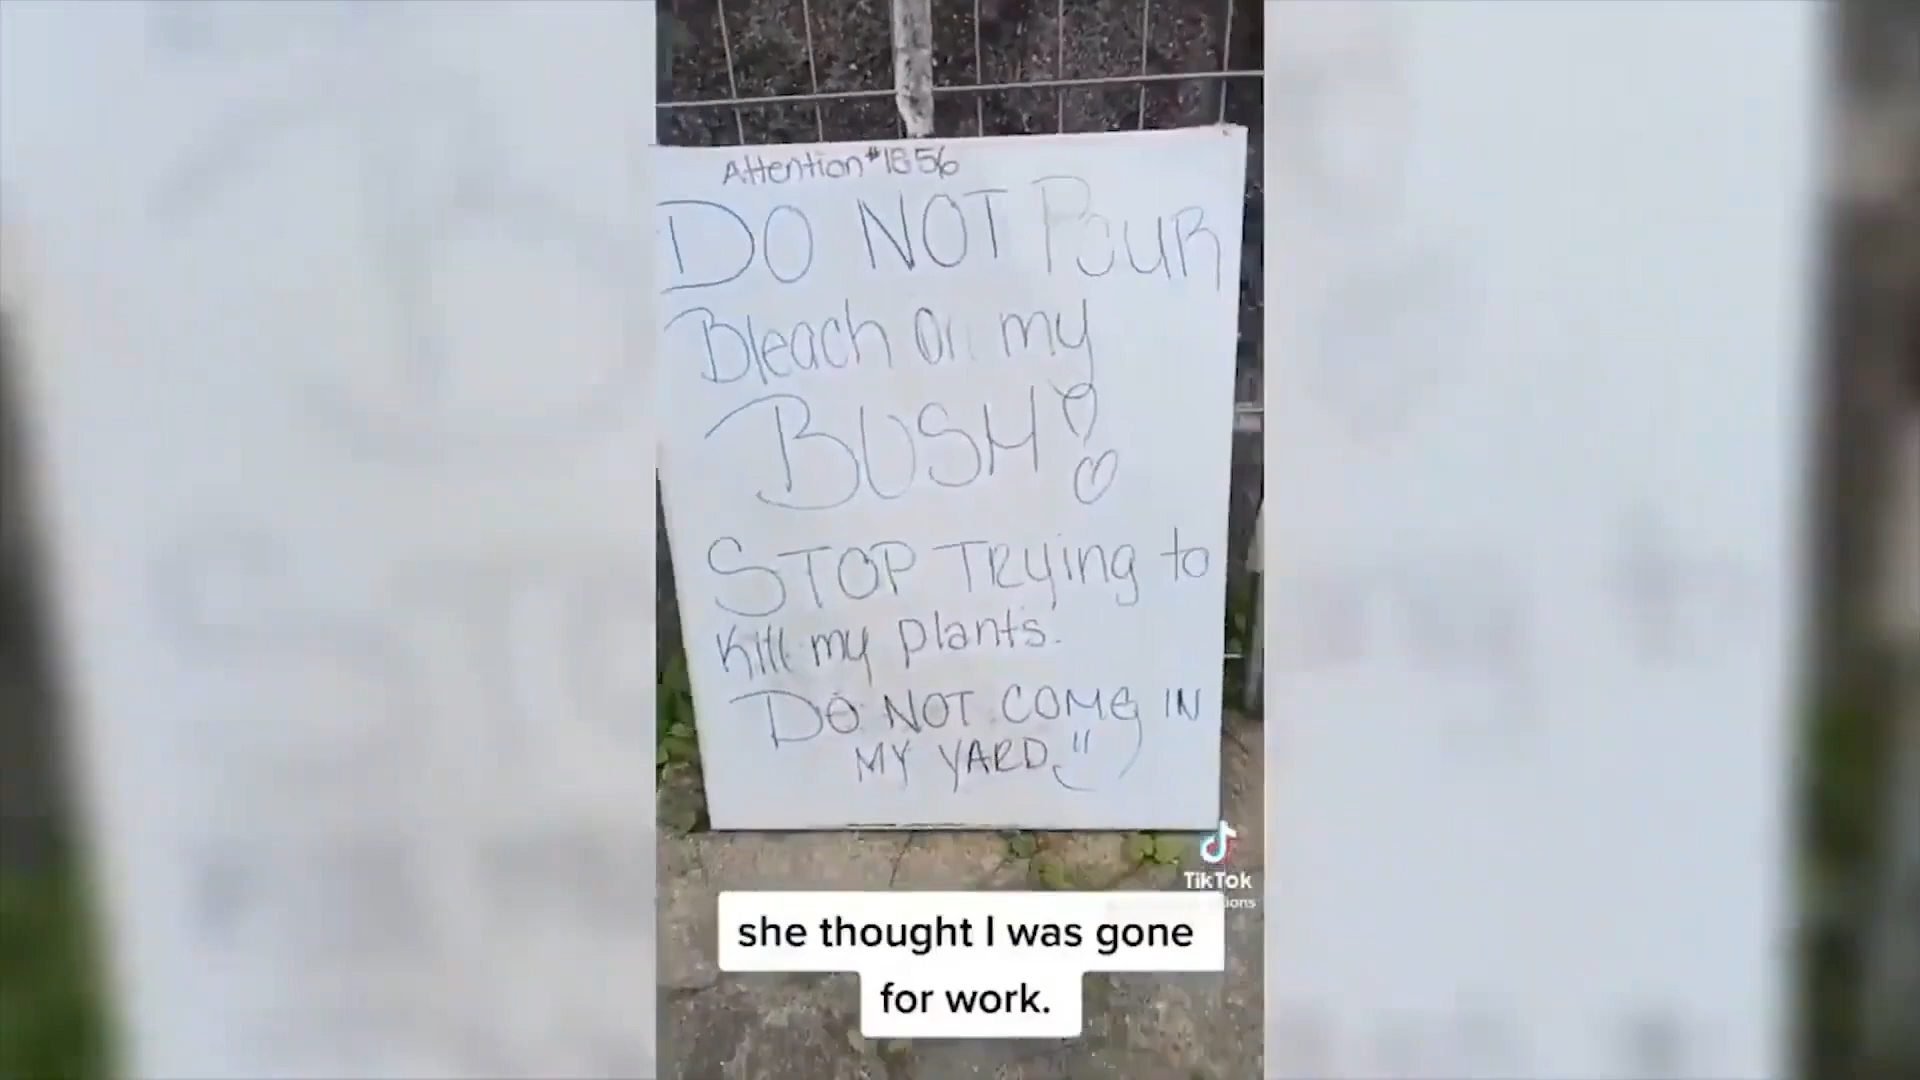 Attention #1856
DO NOT POUR
Bleach on my
BUSH!
STOP TRying to
Kill my plants.
DO NOT COME IN
MY YARD
TikTok
she thought I was gone
for work.